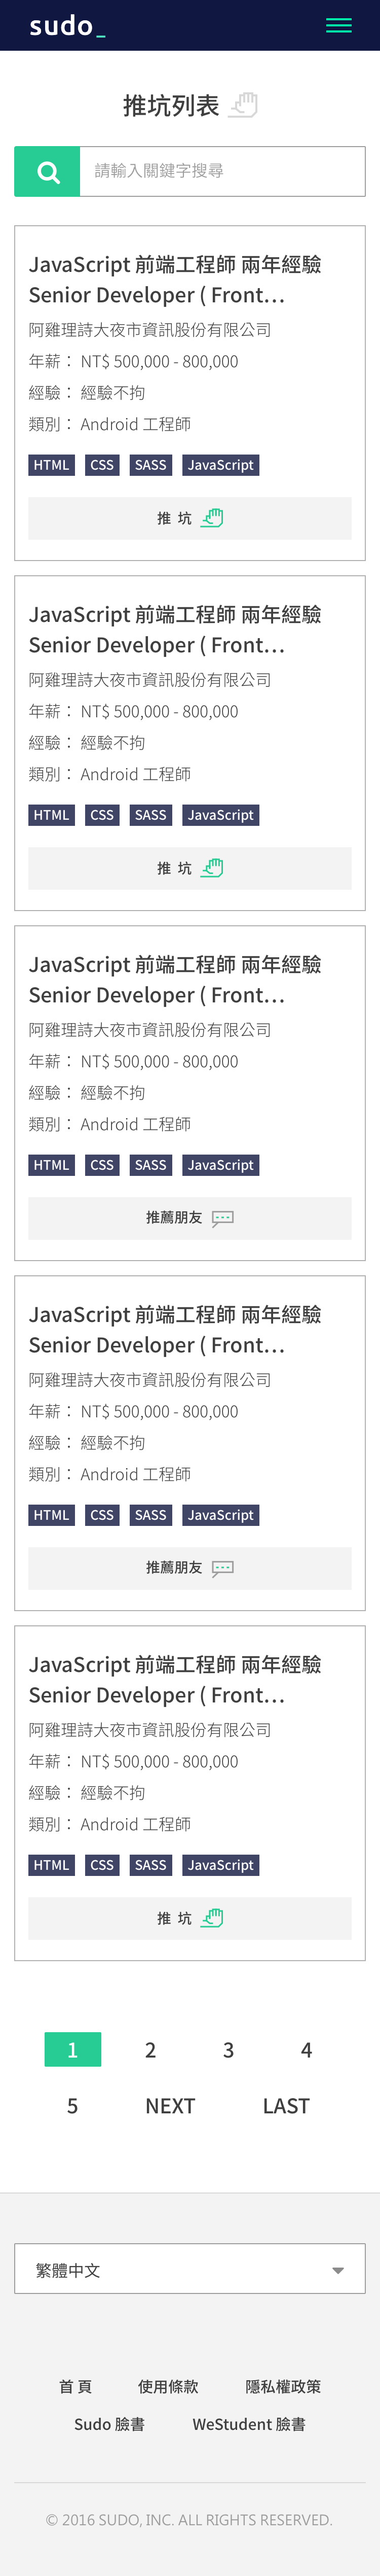 sudo_
推坑列表
請輸入關鍵字搜尋
JavaScript 前端工程師 兩年經驗
Senior Developer ( Front...
阿雞理詩大夜市資訊股份有限公司
年薪： NT$ 500,000 - 800,000
經驗： 經驗不拘
類別： Android 工程師
HTML CSS SASS JavaScript
推 坑
JavaScript 前端工程師 兩年經驗
Senior Developer ( Front...
阿雞理詩大夜市資訊股份有限公司
年薪： NT$ 500,000 - 800,000
經驗： 經驗不拘
類別： Android 工程師
HTML CSS SASS JavaScript
推 坑
JavaScript 前端工程師 兩年經驗
Senior Developer ( Front...
阿雞理詩大夜市資訊股份有限公司
年薪： NT$ 500,000 - 800,000
經驗： 經驗不拘
類別： Android 工程師
HTML CSS SASS JavaScript
推薦朋友
JavaScript 前端工程師 兩年經驗
Senior Developer ( Front...
阿雞理詩大夜市資訊股份有限公司
年薪： NT$ 500,000 - 800,000
經驗： 經驗不拘
類別： Android 工程師
HTML CSS SASS JavaScript
推薦朋友
JavaScript 前端工程師 兩年經驗
Senior Developer ( Front...
阿雞理詩大夜市資訊股份有限公司
年薪： NT$ 500,000 - 800,000
經驗： 經驗不拘
類別： Android 工程師
HTML CSS SASS JavaScript
推 坑
1 2 3 4
5 NEXT LAST
繁體中文
首 頁 使用條款 隱私權政策
Sudo 臉書 WeStudent 臉書
© 2016 SUDO, INC. ALL RIGHTS RESERVED.